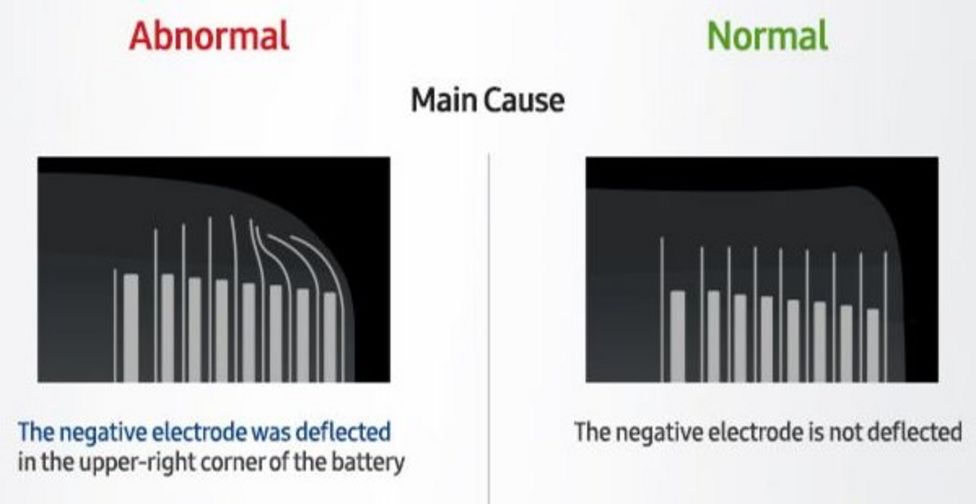 Abnormal
Normal
Main Cause
The negative electrode was deflected
in the upper-right corner of the battery
The negative electrode is not deflected